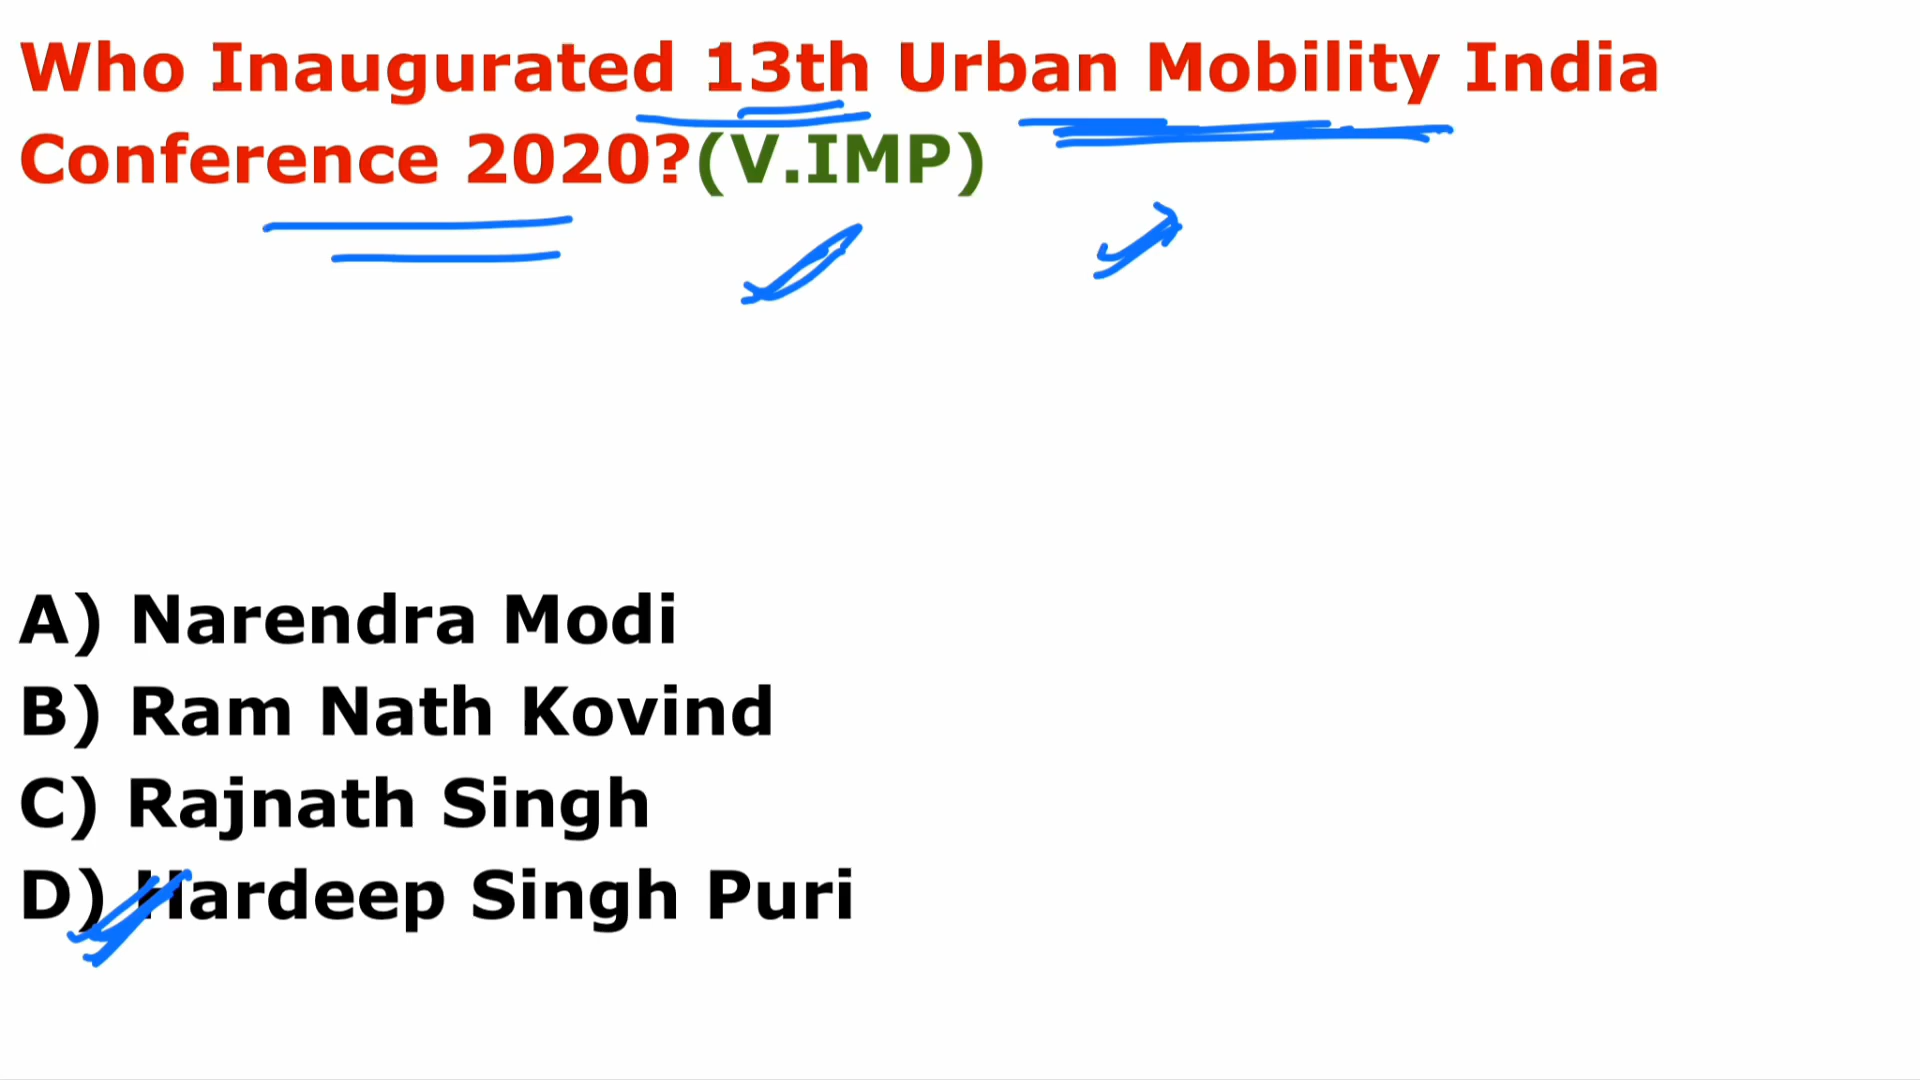 Who Inaugurated 13th Urban Mobility India
Conference 2020?(V.IMP)
A) Narendra Modi
B) Ram Nath Kovind
C) Rajnath Singh
D) Hardeep Singh Puri